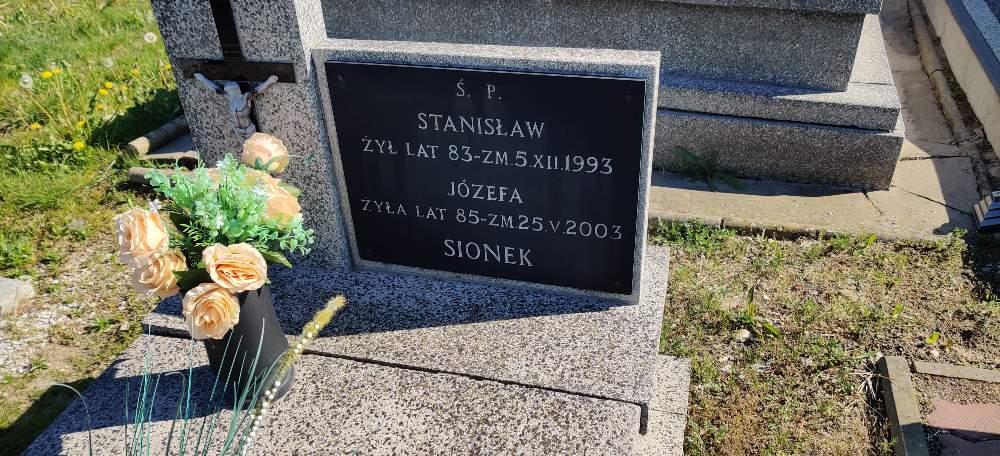 Ś. P.
STANISŁAW
ŻYŁ LAT 83-ZM.5.XII.1993
JÓZEFA
ŻYŁA LAT 85-ZM.25.V.2003
SIONEK